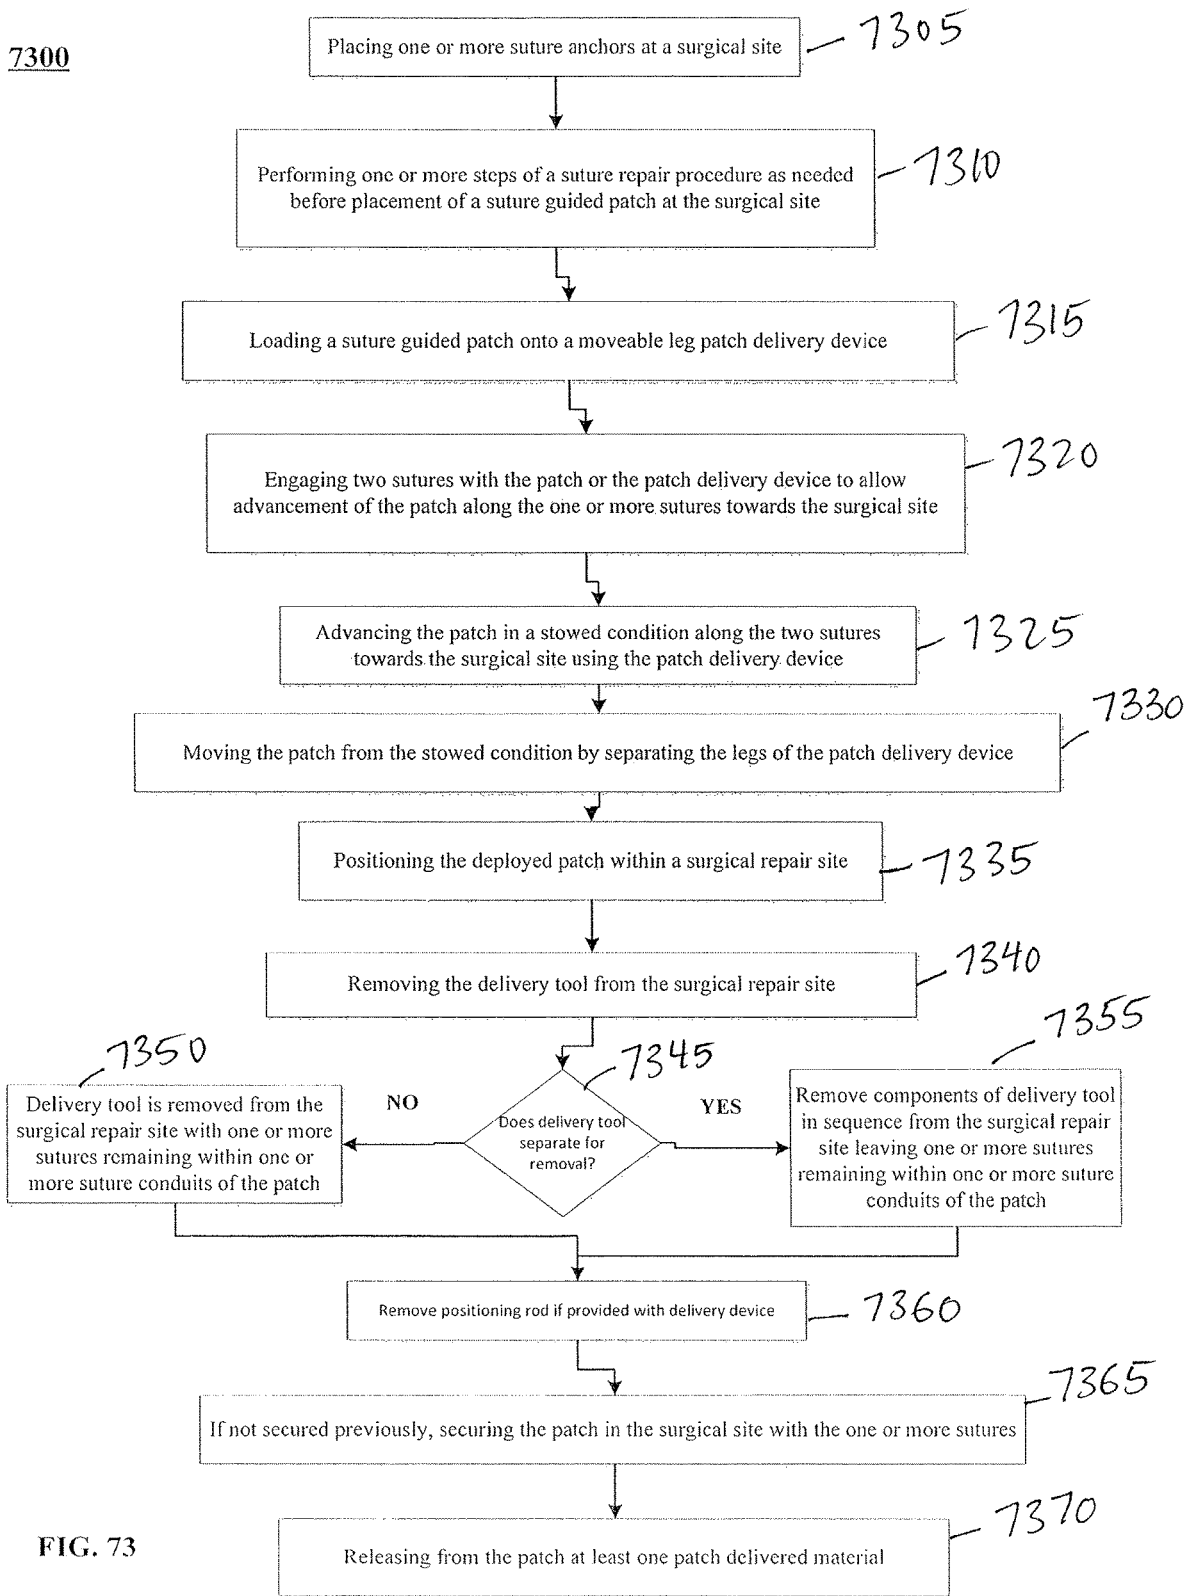 7300
Placing one or more suture anchors at a surgical site
7305
Performing one or more steps of a suture repair procedure as needed
before placement of a suture guided patch at the surgical site
7310
Loading a suture guided patch onto a moveable leg patch delivery device
7315
Engaging two sutures with the patch or the patch delivery device to allow
advancement of the patch along the one or more sutures towards the surgical site
7320
Advancing the patch in a stowed condition along the two sutures
towards the surgical site using the patch delivery device
7325
Moving the patch from the stowed condition by separating the legs of the patch delivery device
7330
Positioning the deployed patch within a surgical repair site
7335
Removing the delivery tool from the surgical repair site
7340
7345
Does delivery tool
separate for
removal?
NO
YES
7350
Delivery tool is removed from the
surgical repair site with one or more
sutures remaining within one or
more suture conduits of the patch
7355
Remove components of delivery tool
in sequence from the surgical repair
site leaving one or more sutures
remaining within one or more suture
conduits of the patch
Remove positioning rod if provided with delivery device
7360
If not secured previously, securing the patch in the surgical site with the one or more sutures
7365
Releasing from the patch at least one patch delivered material
7370
FIG. 73